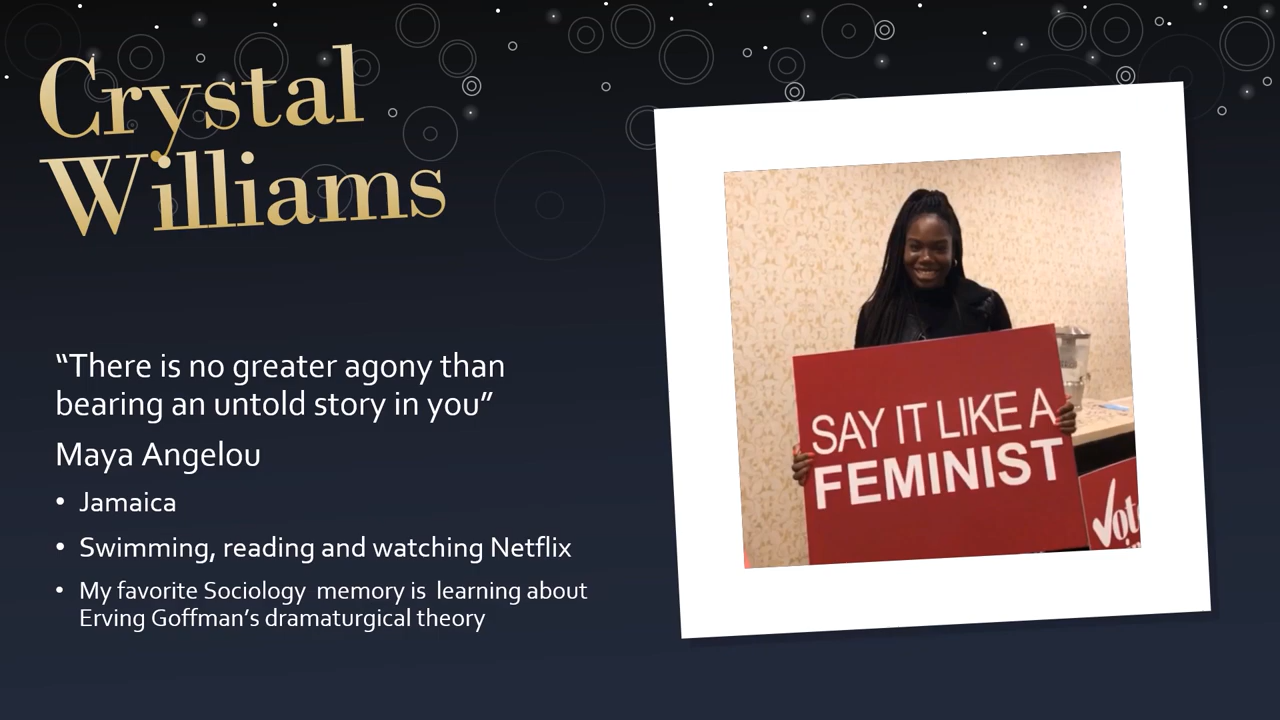 Crystal
Williams
“There is no greater agony than
bearing an untold story in you”
Maya Angelou
• Jamaica
• Swimming, reading and watching Netflix
• My favorite Sociology  memory is  learning about
Erving Goffman’s dramaturgical theory
SAY IT LIKE A
FEMINIST
Vote